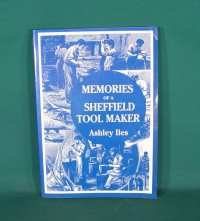 MEMORIES
OF A
SHEFFIELD
TOOL MAKER
Ashley Iles